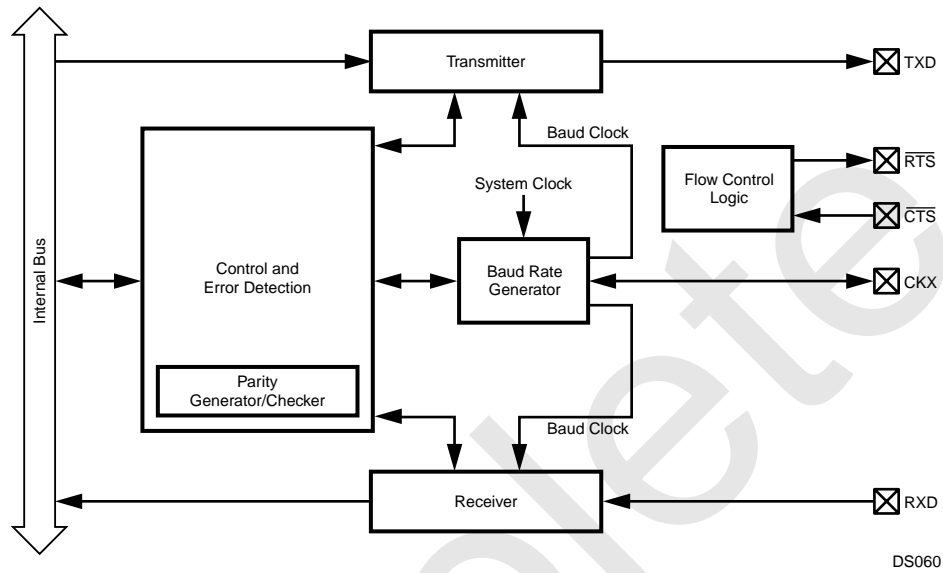 Transmitter
TXD
Baud Clock
RTS
Flow Control
Logic
System Clock
CTS
Internal Bus
Control and
Error Detection
Baud Rate
Generator
CKX
Parity
Generator/Checker
Baud Clock
Receiver
RXD
DS060